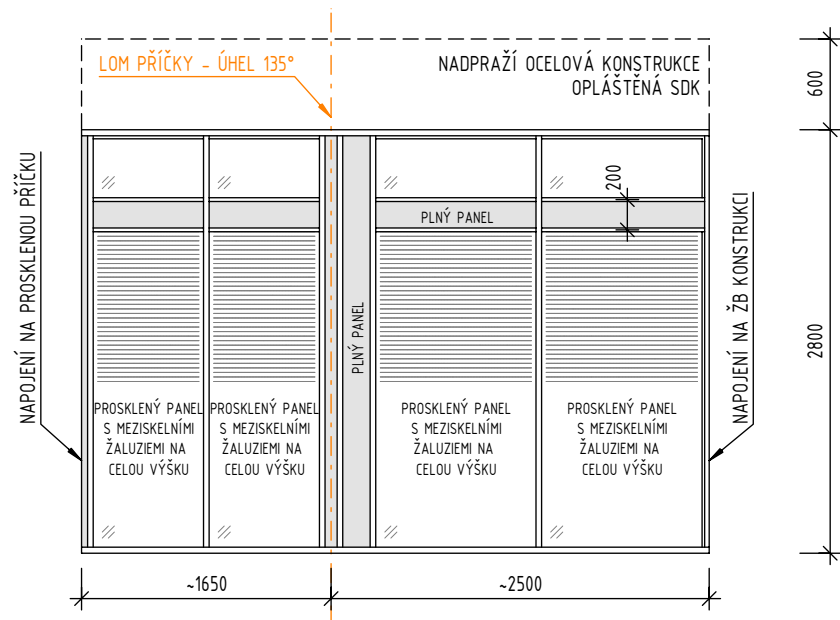 LOM PŘÍČKY - ÚHEL 135°
NADPRAŽÍ OCELOVÁ KONSTRUKCE
OPLÁŠTĚNÁ SDK
600
NAPOJENÍ NA PROSKLENOU PŘÍČKU
200
PLNÝ PANEL
PLNÝ PANEL
NAPOJENÍ NA ŽB KONSTRUKCI
2800
PROSKLENÝ PANEL
S MEZISKELNÍMI
ŽALUZIEMI NA
CELOU VÝŠKU
PROSKLENÝ PANEL
S MEZISKELNÍMI
ŽALUZIEMI NA
CELOU VÝŠKU
PROSKLENÝ PANEL
S MEZISKELNÍMI
ŽALUZIEMI NA
CELOU VÝŠKU
PROSKLENÝ PANEL
S MEZISKELNÍMI
ŽALUZIEMI NA
CELOU VÝŠKU
~1650
~2500